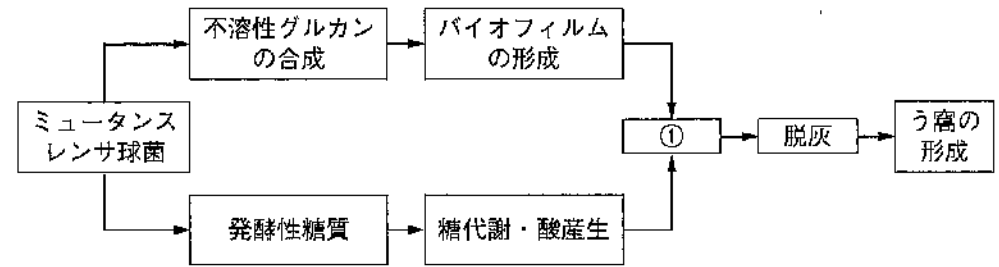 不溶性グルカン
の合成
バイオフィルム
の形成
ミュータンス
レンサ球菌
①
脱灰
う窩の
形成
発酵性糖質
糖代謝・酸産生